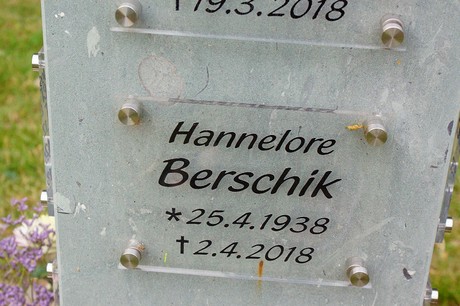 †19.3.2018
Hannelore
Berschik
*25.4.1938
†2.4.2018